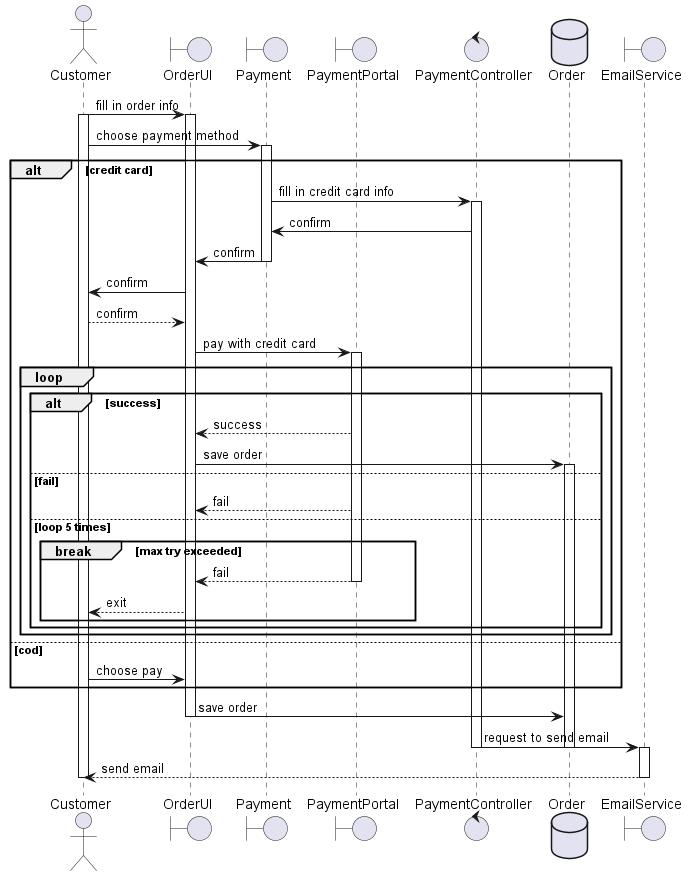 Customer OrderUI Payment PaymentPortal PaymentController Order EmailService
fill in order info
choose payment method
alt [credit card]
fill in credit card info
confirm
confirm
confirm
confirm
pay with credit card
loop
alt [success]
success
save order
[fail]
fail
[loop 5 times]
break [max try exceeded]
fail
exit
[cod]
choose pay
save order
request to send email
send email
Customer OrderUI Payment PaymentPortal PaymentController Order EmailService